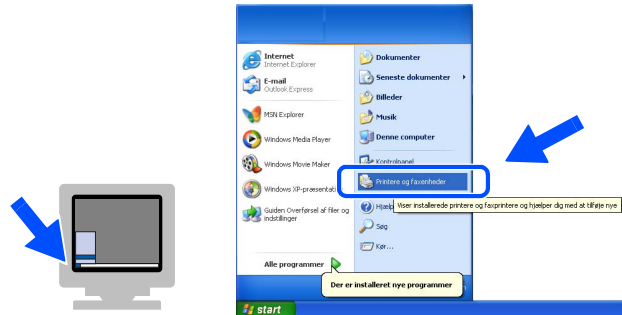 Internet
Internet Explorer
E-mail
Outlook Express
MSN Explorer
Windows Media Player
Windows Movie Maker
Windows XP-præsentati
Guiden Overførsel af filer og
indstillinger
Alle programmer
Dokumenter
Seneste dokumenter
Billeder
Musik
Denne computer
Kontrolpanel
Printere og faxenheder
Hjælp
Viser installerede printere og faxprintere og hjælper dig med at tilføje nye
Søg
Kør...
Der er installeret nye programmer
start